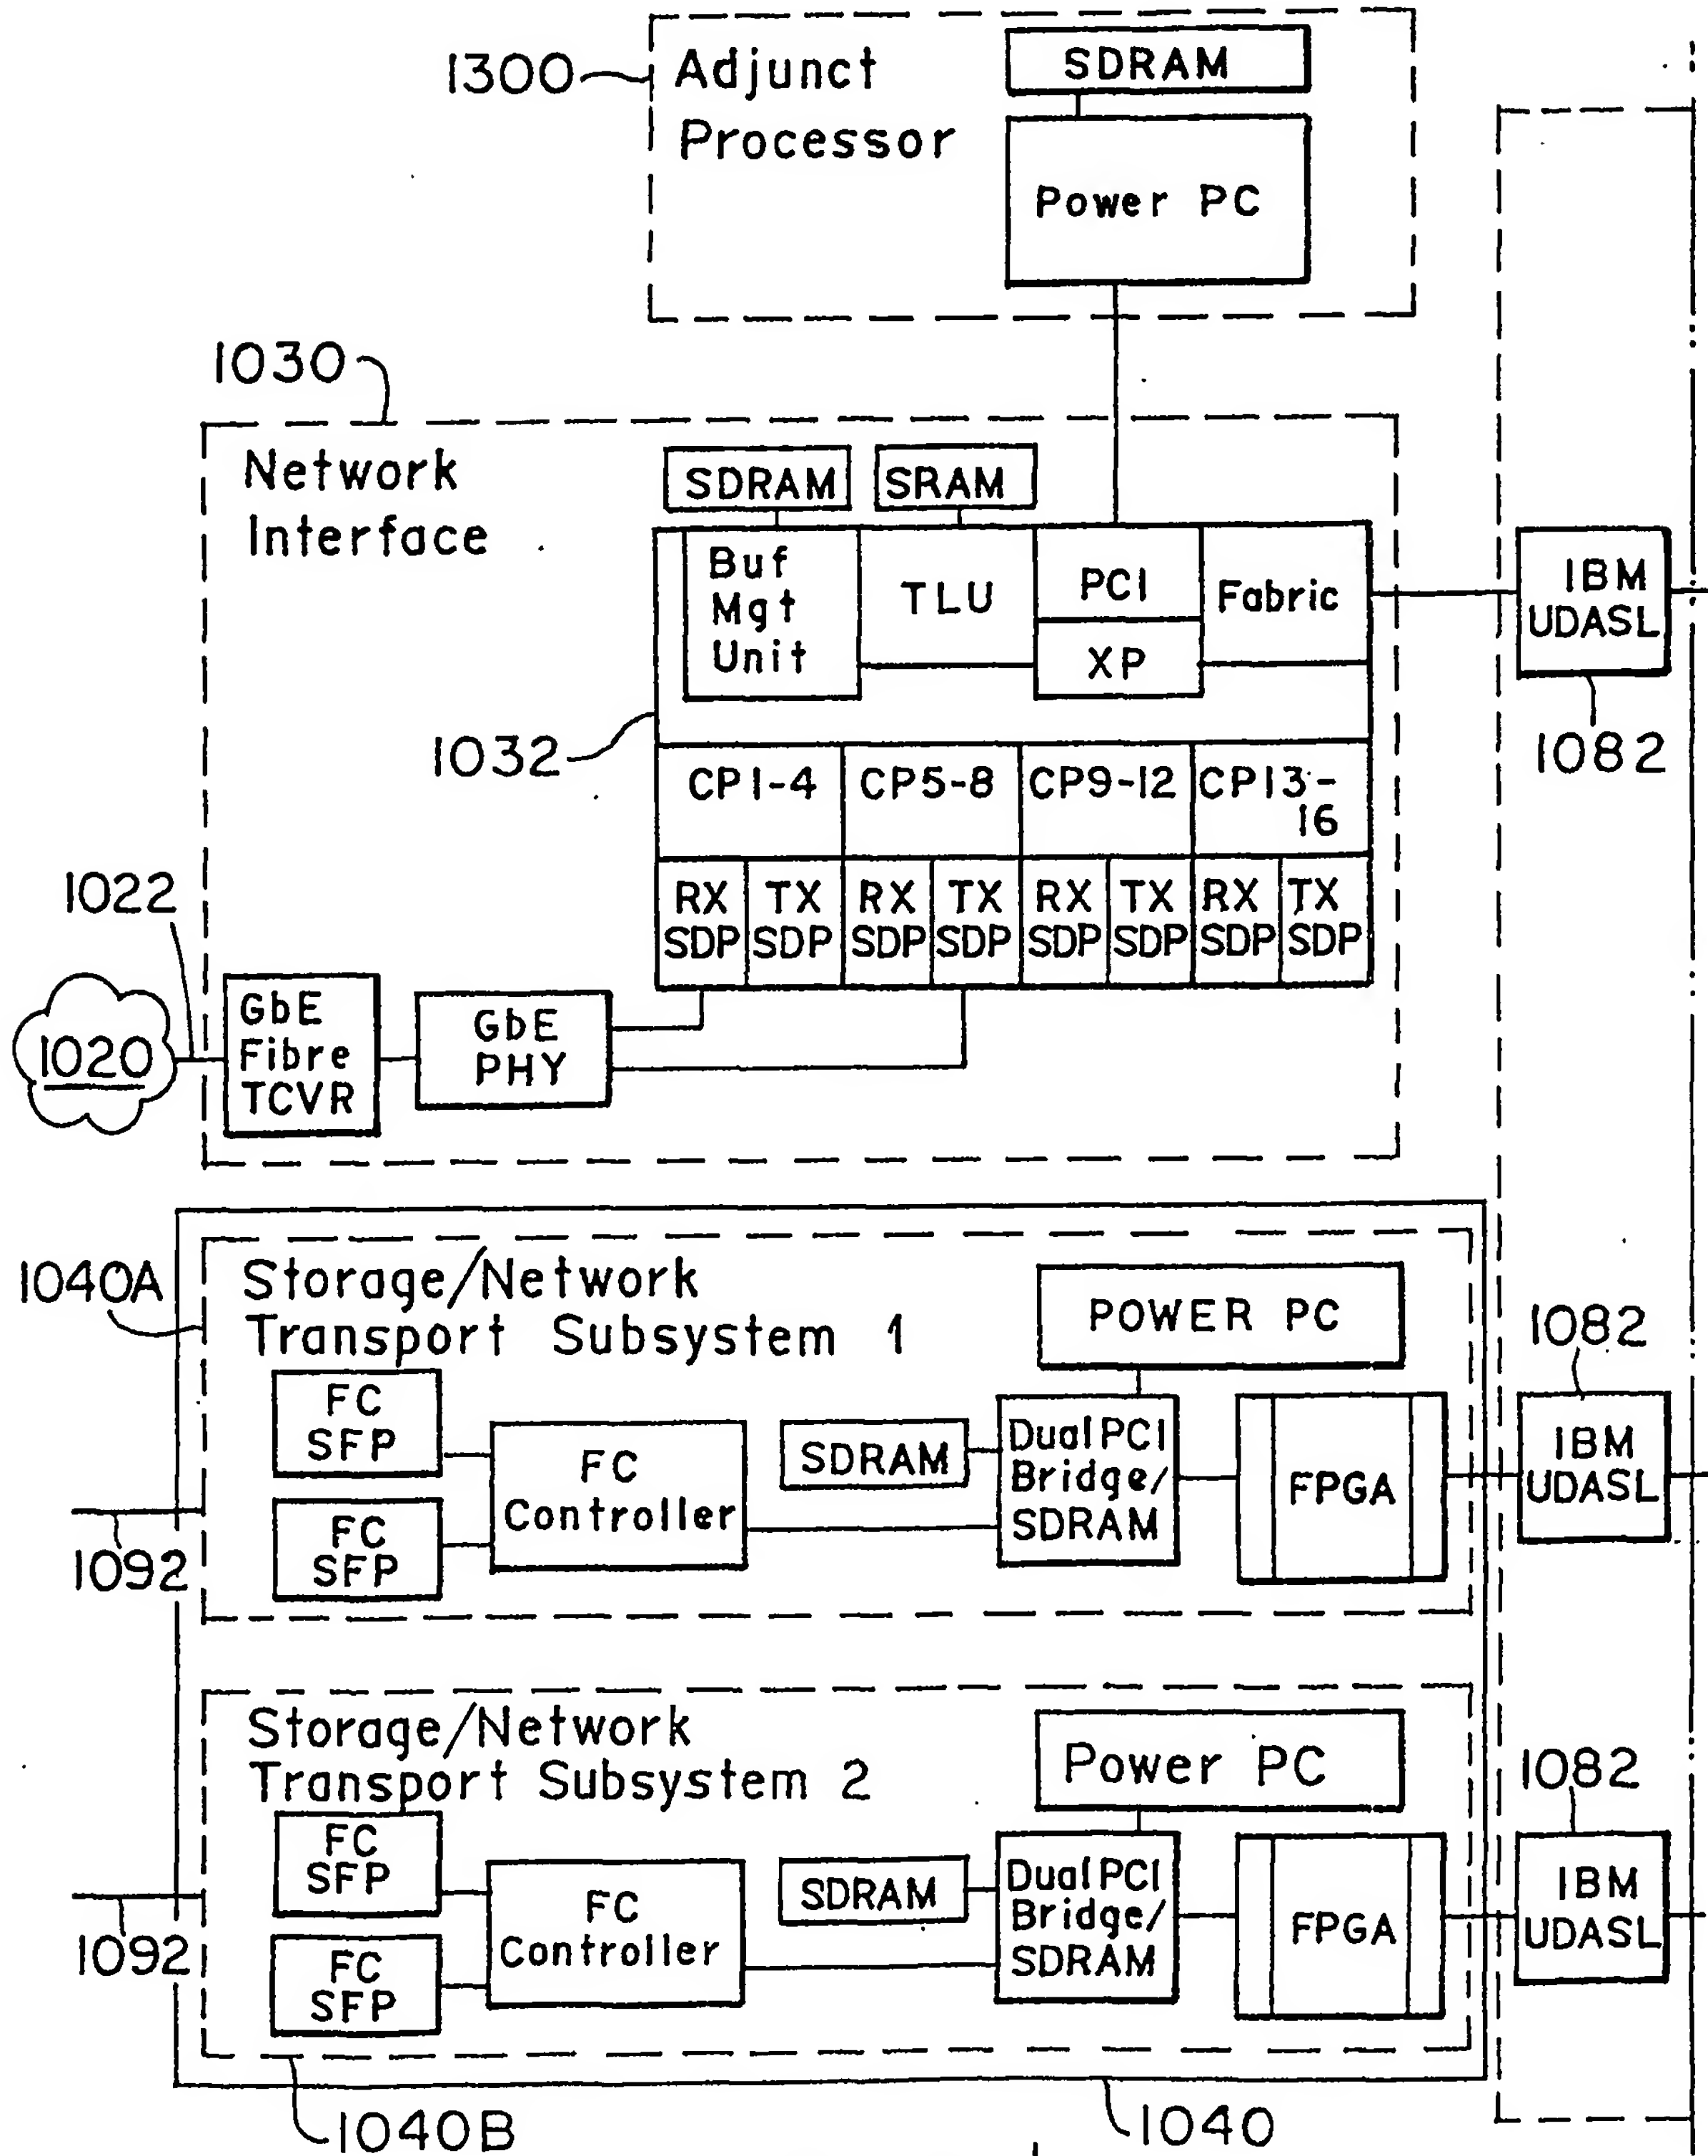 1300
Adjunct
Processor
SDRAM
Power PC
1030
Network
Interface
SDRAM
SRAM
Buf
Mgt
Unit
TLU
PCI
XP
Fabric
IBM
UDASL
1082
1032
CP1-4
CP5-8
CP9-12
CP13-
16
RX
SDP
TX
SDP
RX
SDP
TX
SDP
RX
SDP
TX
SDP
RX
SDP
TX
SDP
1022
1020
GbE
Fibre
TCVR
GbE
PHY
1040A
Storage/Network
Transport Subsystem 1
POWER PC
FC
SFP
FC
SFP
FC
Controller
SDRAM
Dual PCI
Bridge/
SDRAM
FPGA
1082
IBM
UDASL
1092
Storage/Network
Transport Subsystem 2
Power PC
FC
SFP
FC
SFP
FC
Controller
SDRAM
Dual PCI
Bridge/
SDRAM
FPGA
1082
IBM
UDASL
1092
1040B
1040